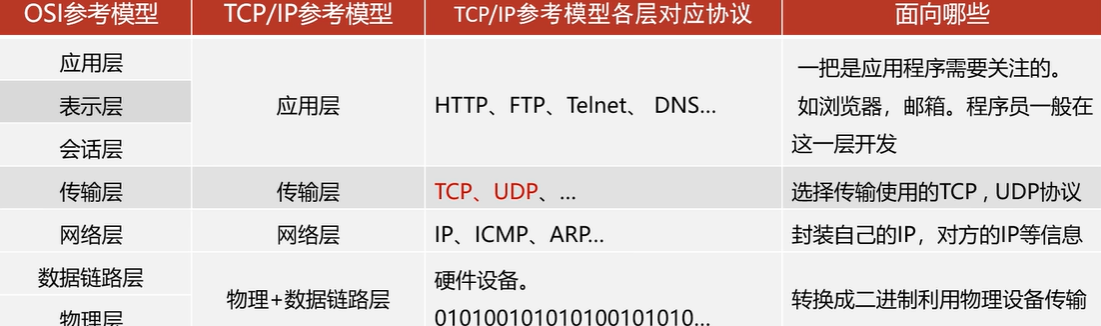 OSI参考模型
TCP/IP参考模型
TCP/IP参考模型各层对应协议
面向哪些
应用层
表示层
会话层
应用层
HTTP、FTP、Telnet、 DNS...
一把是应用程序需要关注的。
如浏览器，邮箱。程序员一般在
这一层开发
传输层
传输层
TCP、UDP、...
选择传输使用的TCP , UDP协议
网络层
网络层
IP、ICMP、ARP...
封装自己的IP，对方的IP等信息
数据链路层
物理层
物理+数据链路层
硬件设备。
010100101010100101010...
转换成二进制利用物理设备传输